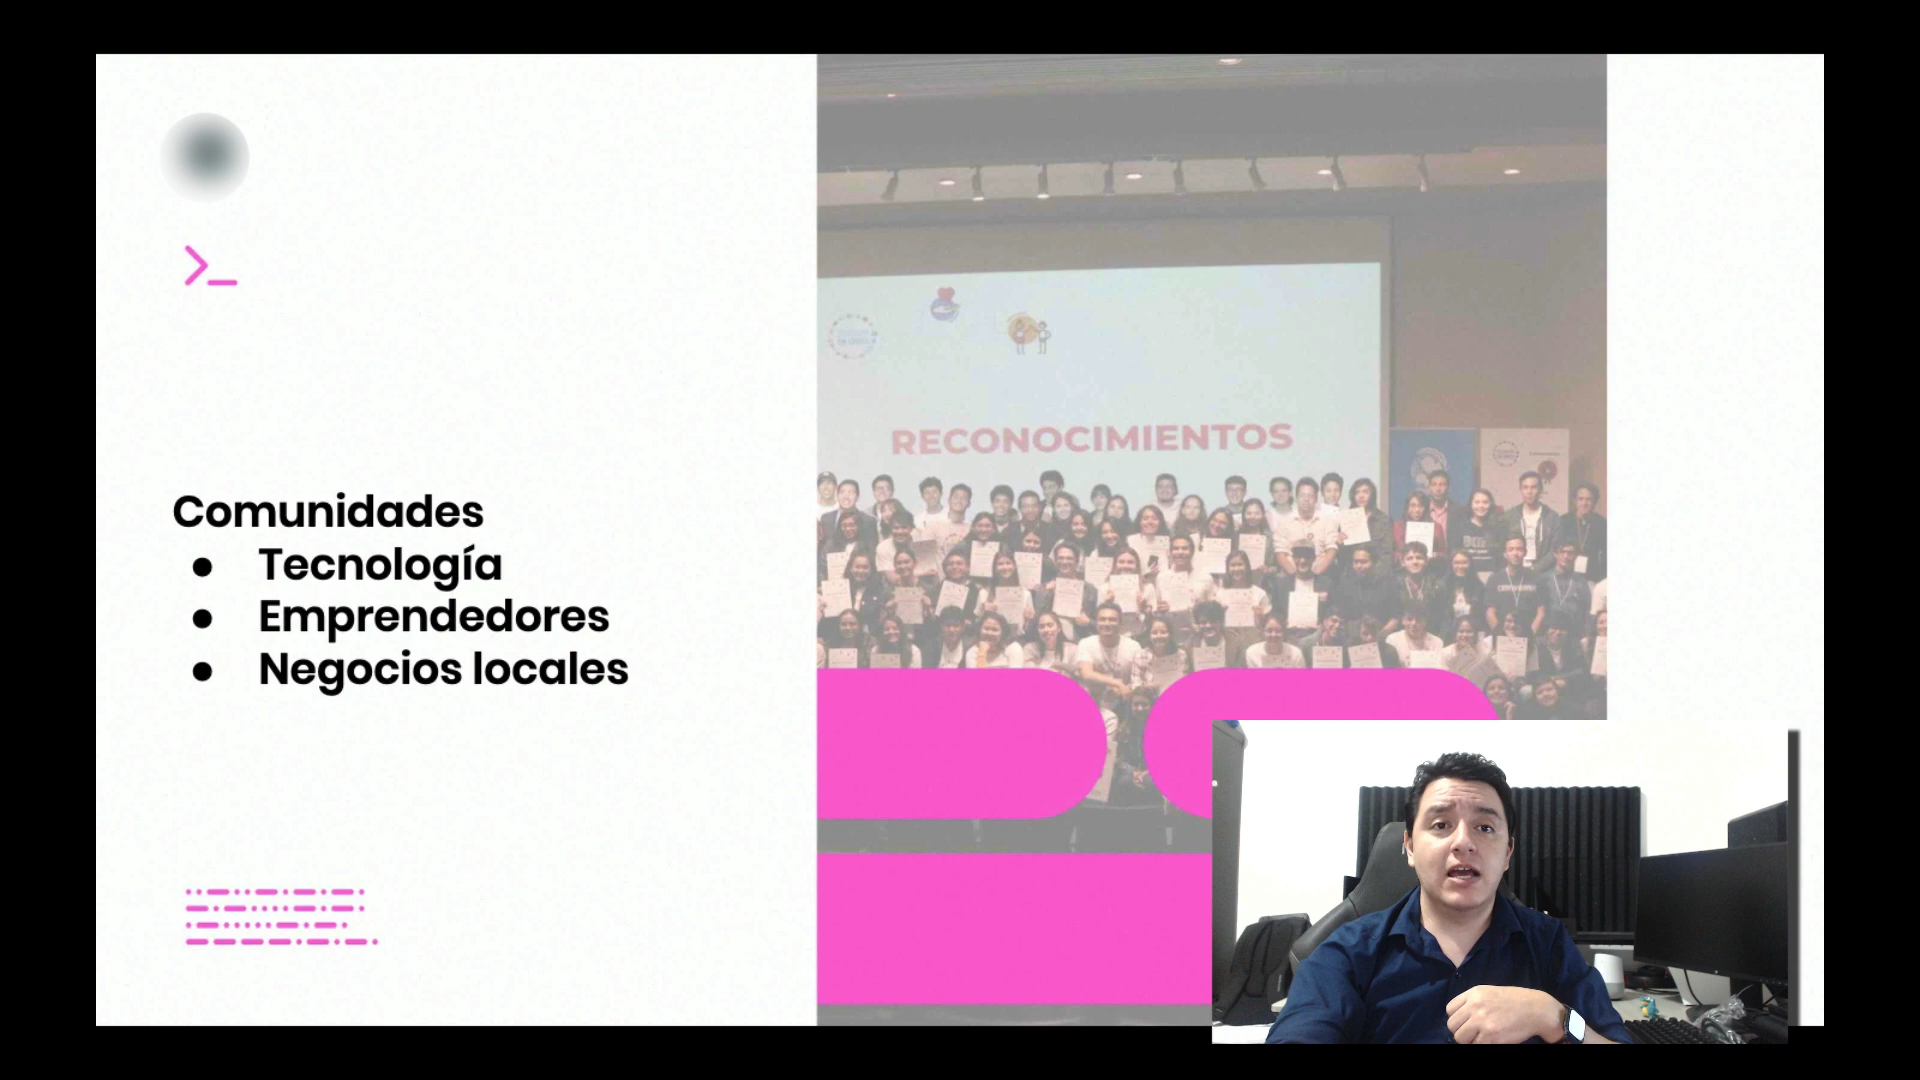 Comunidades
● Tecnología
● Emprendedores
● Negocios locales
RECONOCIMIENTOS